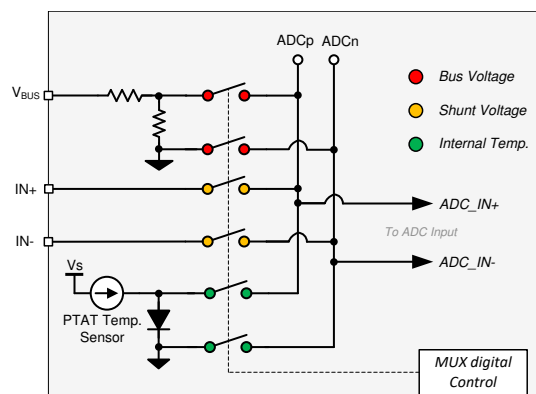 ADCp ADCn
VBUS
Bus Voltage
Shunt Voltage
Internal Temp.
IN+
ADC_IN+
To ADC Input
IN-
ADC_IN-
Vs
PTAT Temp.
Sensor
MUX digital
Control